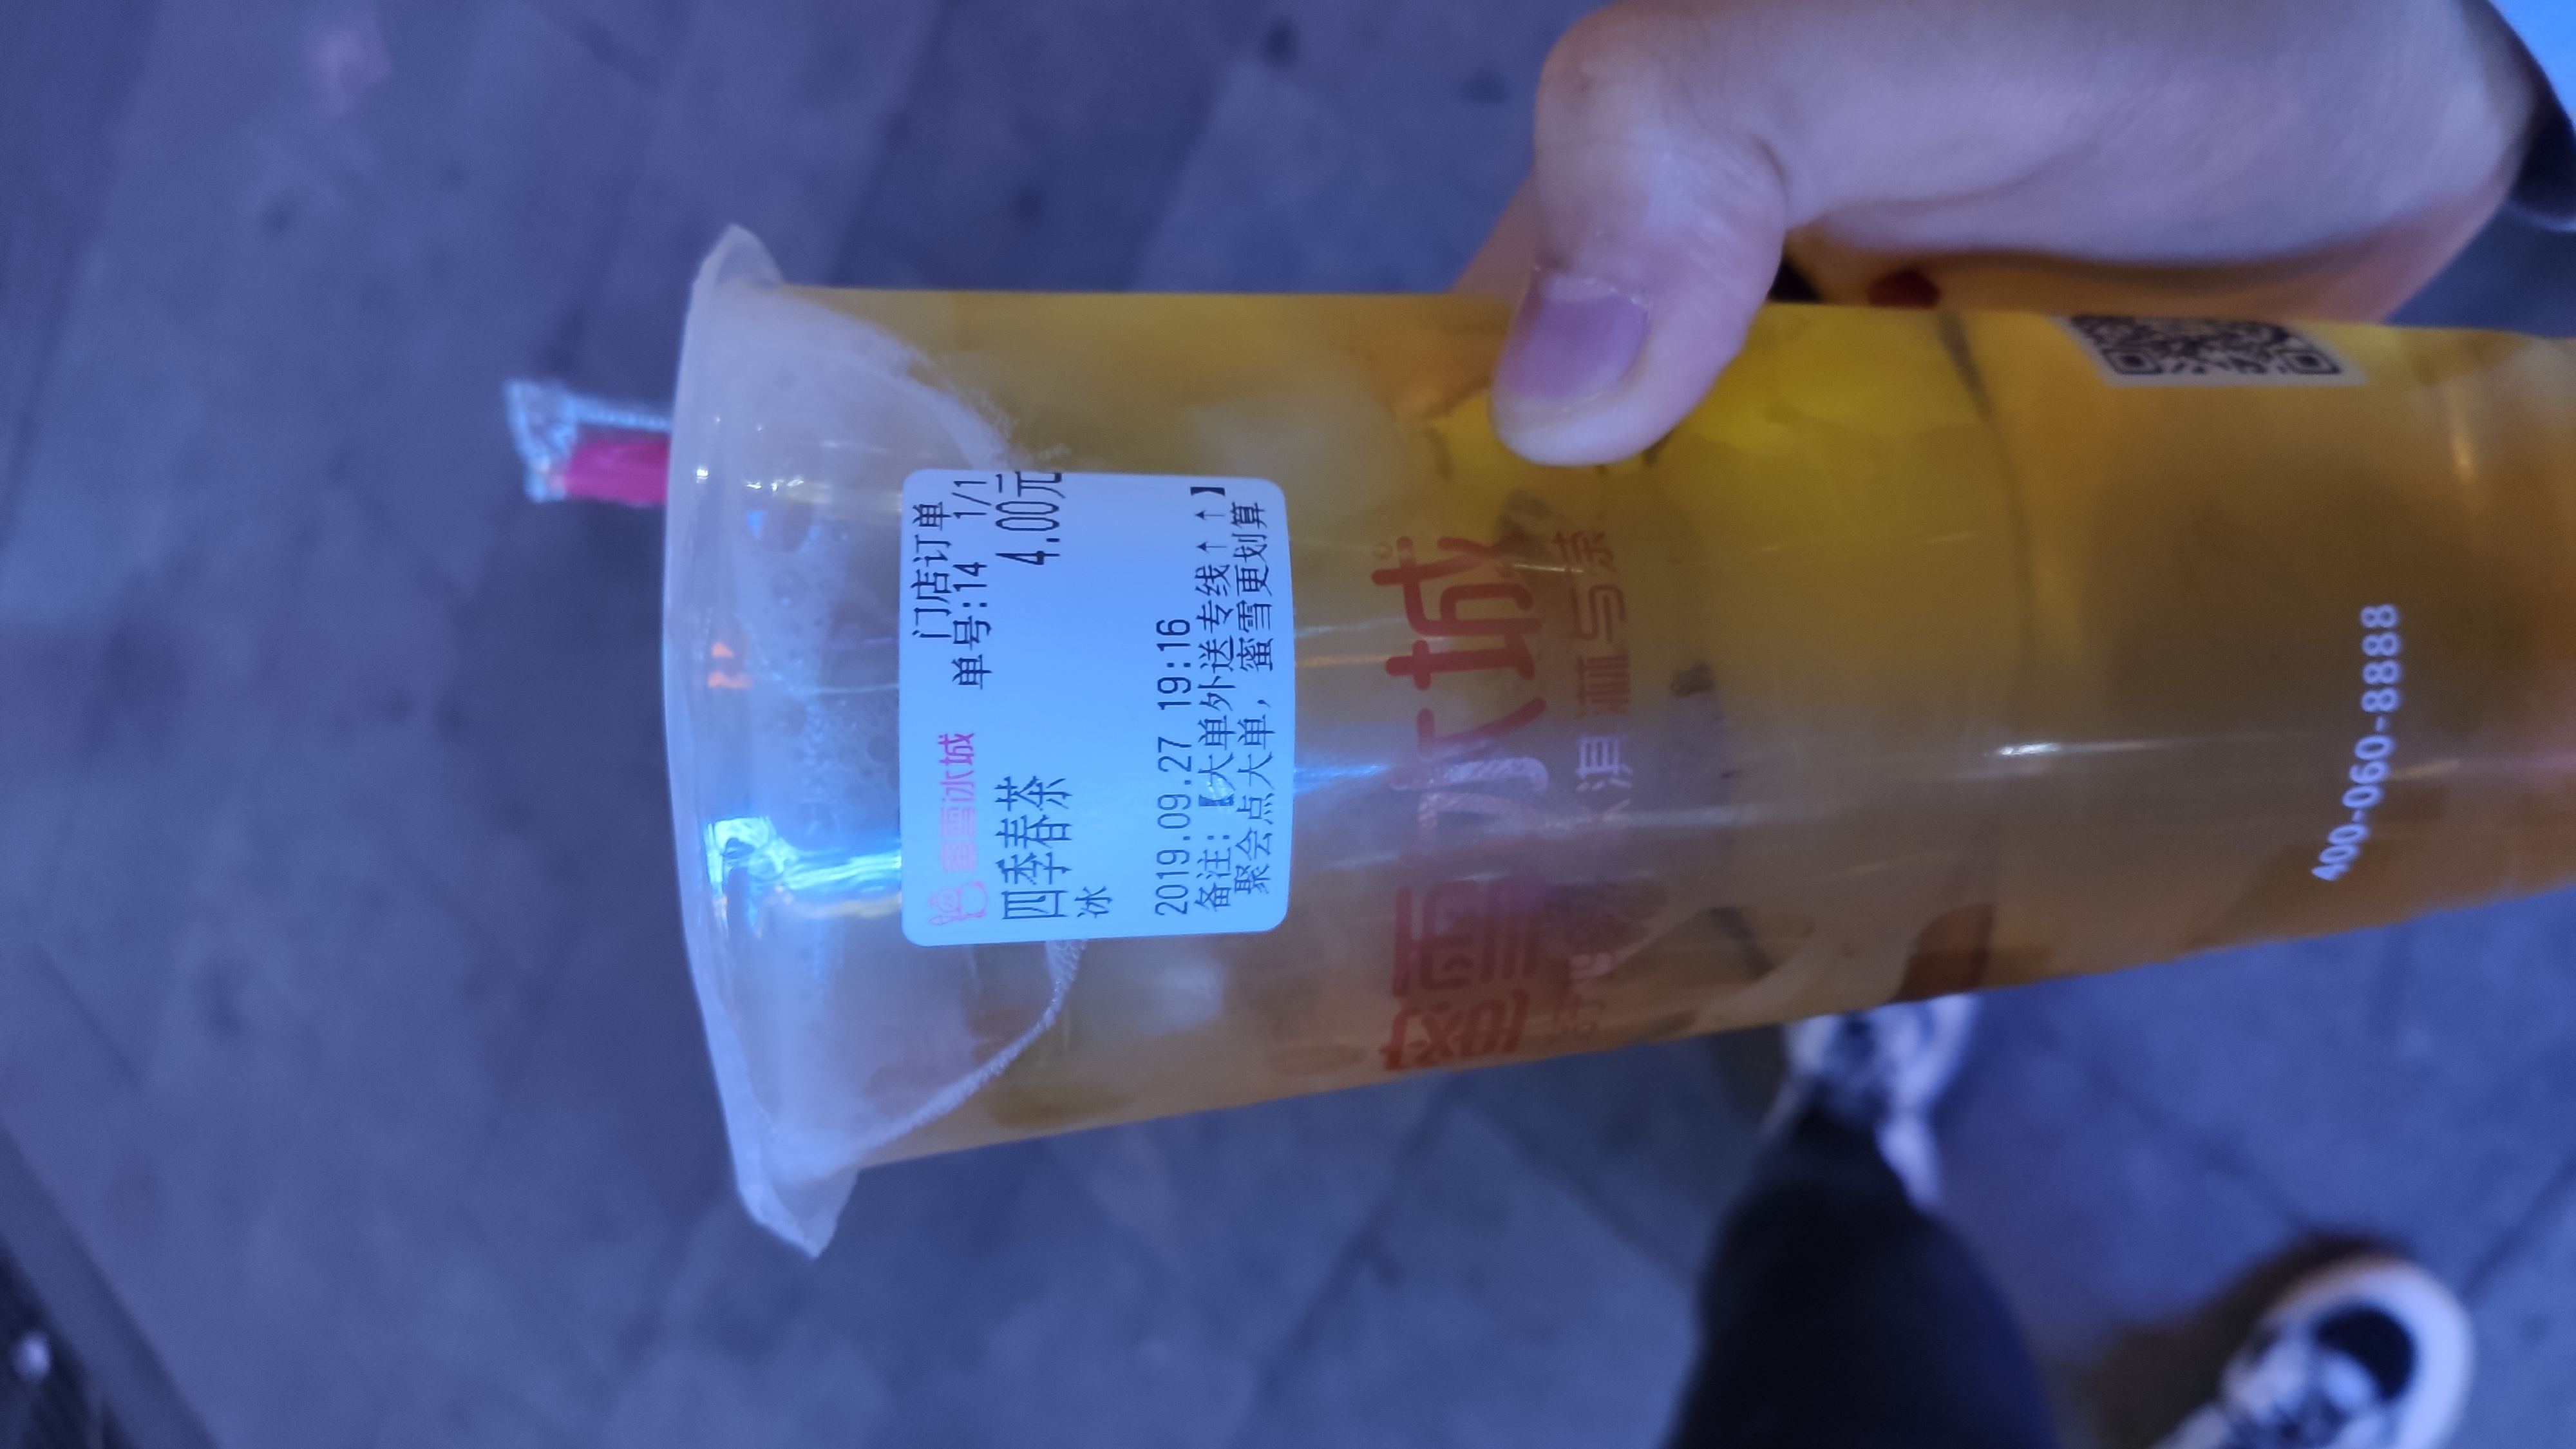 蜜雪冰城
门店订单
单号:14 1/1
四季春茶 4.00元
冰
2019.09.27 19:16
备注:【大单外送专线↑↑】
聚会点大单，蜜雪更划算
蜜雪冰城
冰淇淋与茶
400-060-8888